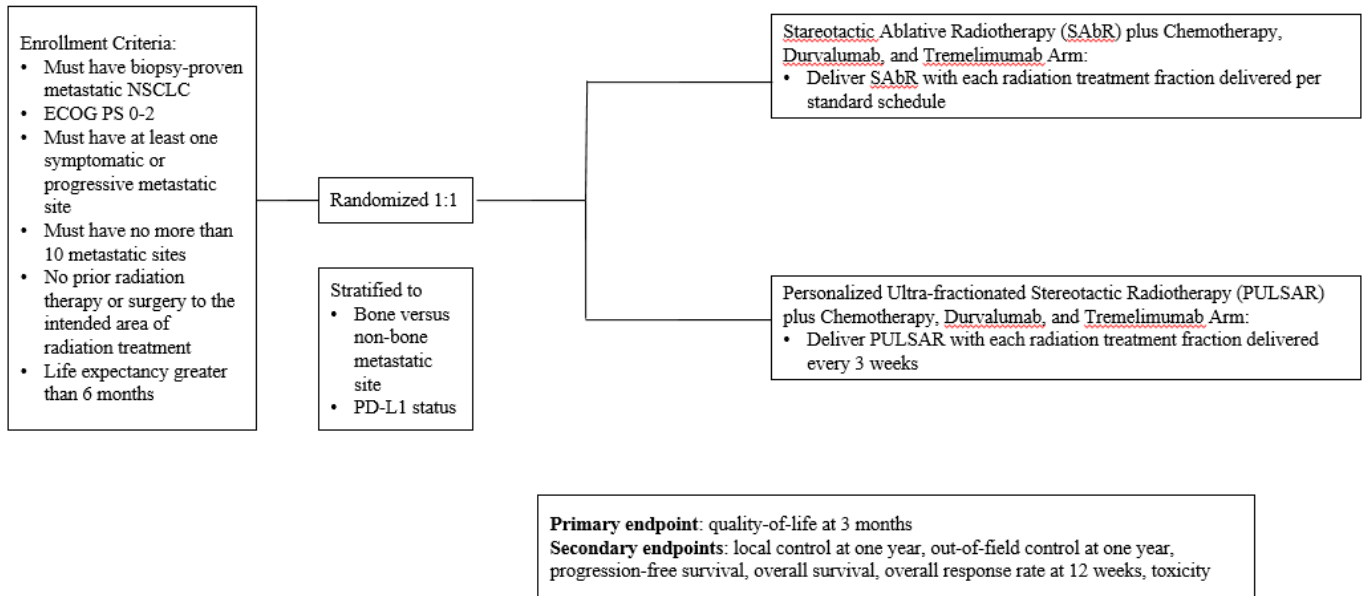 Enrollment Criteria:
• Must have biopsy-proven
metastatic NSCLC
• ECOG PS 0-2
• Must have at least one
symptomatic or
progressive metastatic
site
• Must have no more than
10 metastatic sites
• No prior radiation
therapy or surgery to the
intended area of
radiation treatment
• Life expectancy greater
than 6 months
Randomized 1:1
Stratified to
• Bone versus
non-bone
metastatic
site
• PD-L1 status
Stareotactic Ablative Radiotherapy (SAbR) plus Chemotherapy,
Durvalumab, and Tremelimumab Arm:
• Deliver SAbR with each radiation treatment fraction delivered per
standard schedule
Personalized Ultra-fractionated Stereotactic Radiotherapy (PULSAR)
plus Chemotherapy, Durvalumab, and Tremelimumab Arm:
• Deliver PULSAR with each radiation treatment fraction delivered
every 3 weeks
Primary endpoint: quality-of-life at 3 months
Secondary endpoints: local control at one year, out-of-field control at one year,
progression-free survival, overall survival, overall response rate at 12 weeks, toxicity